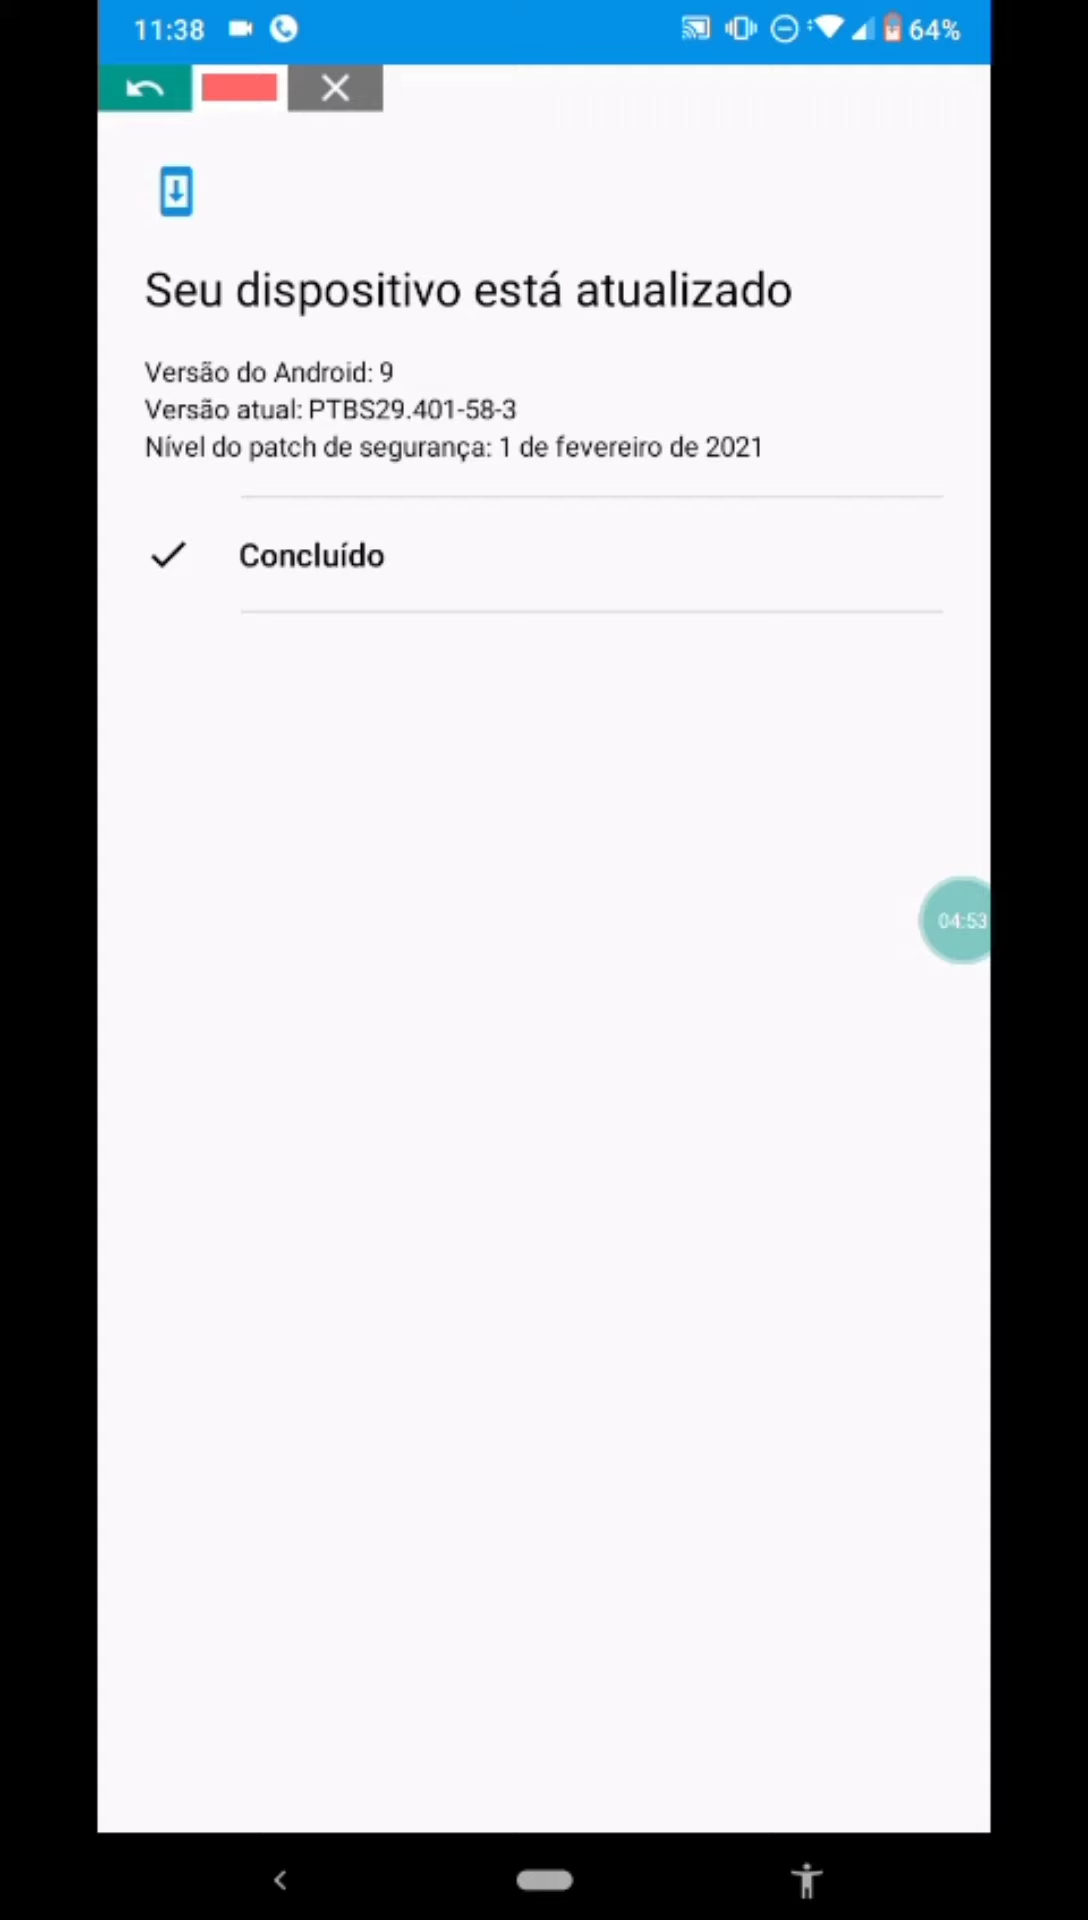 11:38
64%
Seu dispositivo está atualizado
Versão do Android: 9
Versão atual: PTBS29.401-58-3
Nível do patch de segurança: 1 de fevereiro de 2021
Concluído
04:53